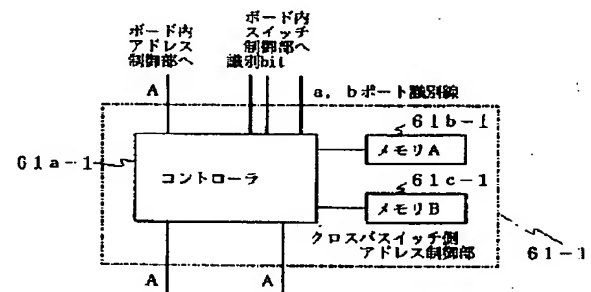 ボード内
アドレス
制御部へ
ボード内
スイッチ
制御部へ
識別bit
A
a, bポート識別線
61b-1
メモリA
61a-1
コントローラ
61c-1
メモリB
クロスバスイッチ側
アドレス制御部
61-1
A
A